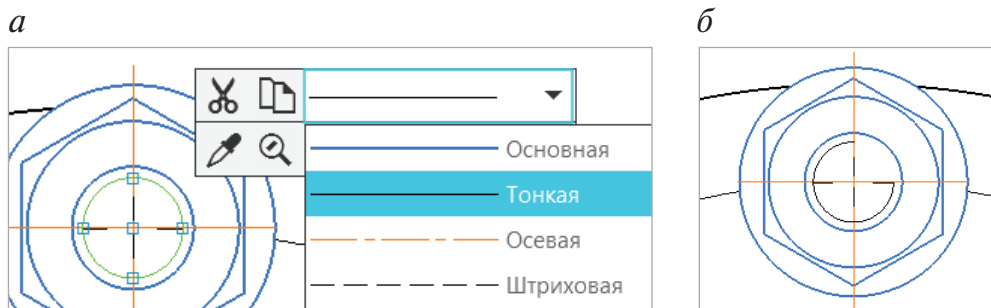 а
б
Основная
Тонкая
Осевая
Штриховая